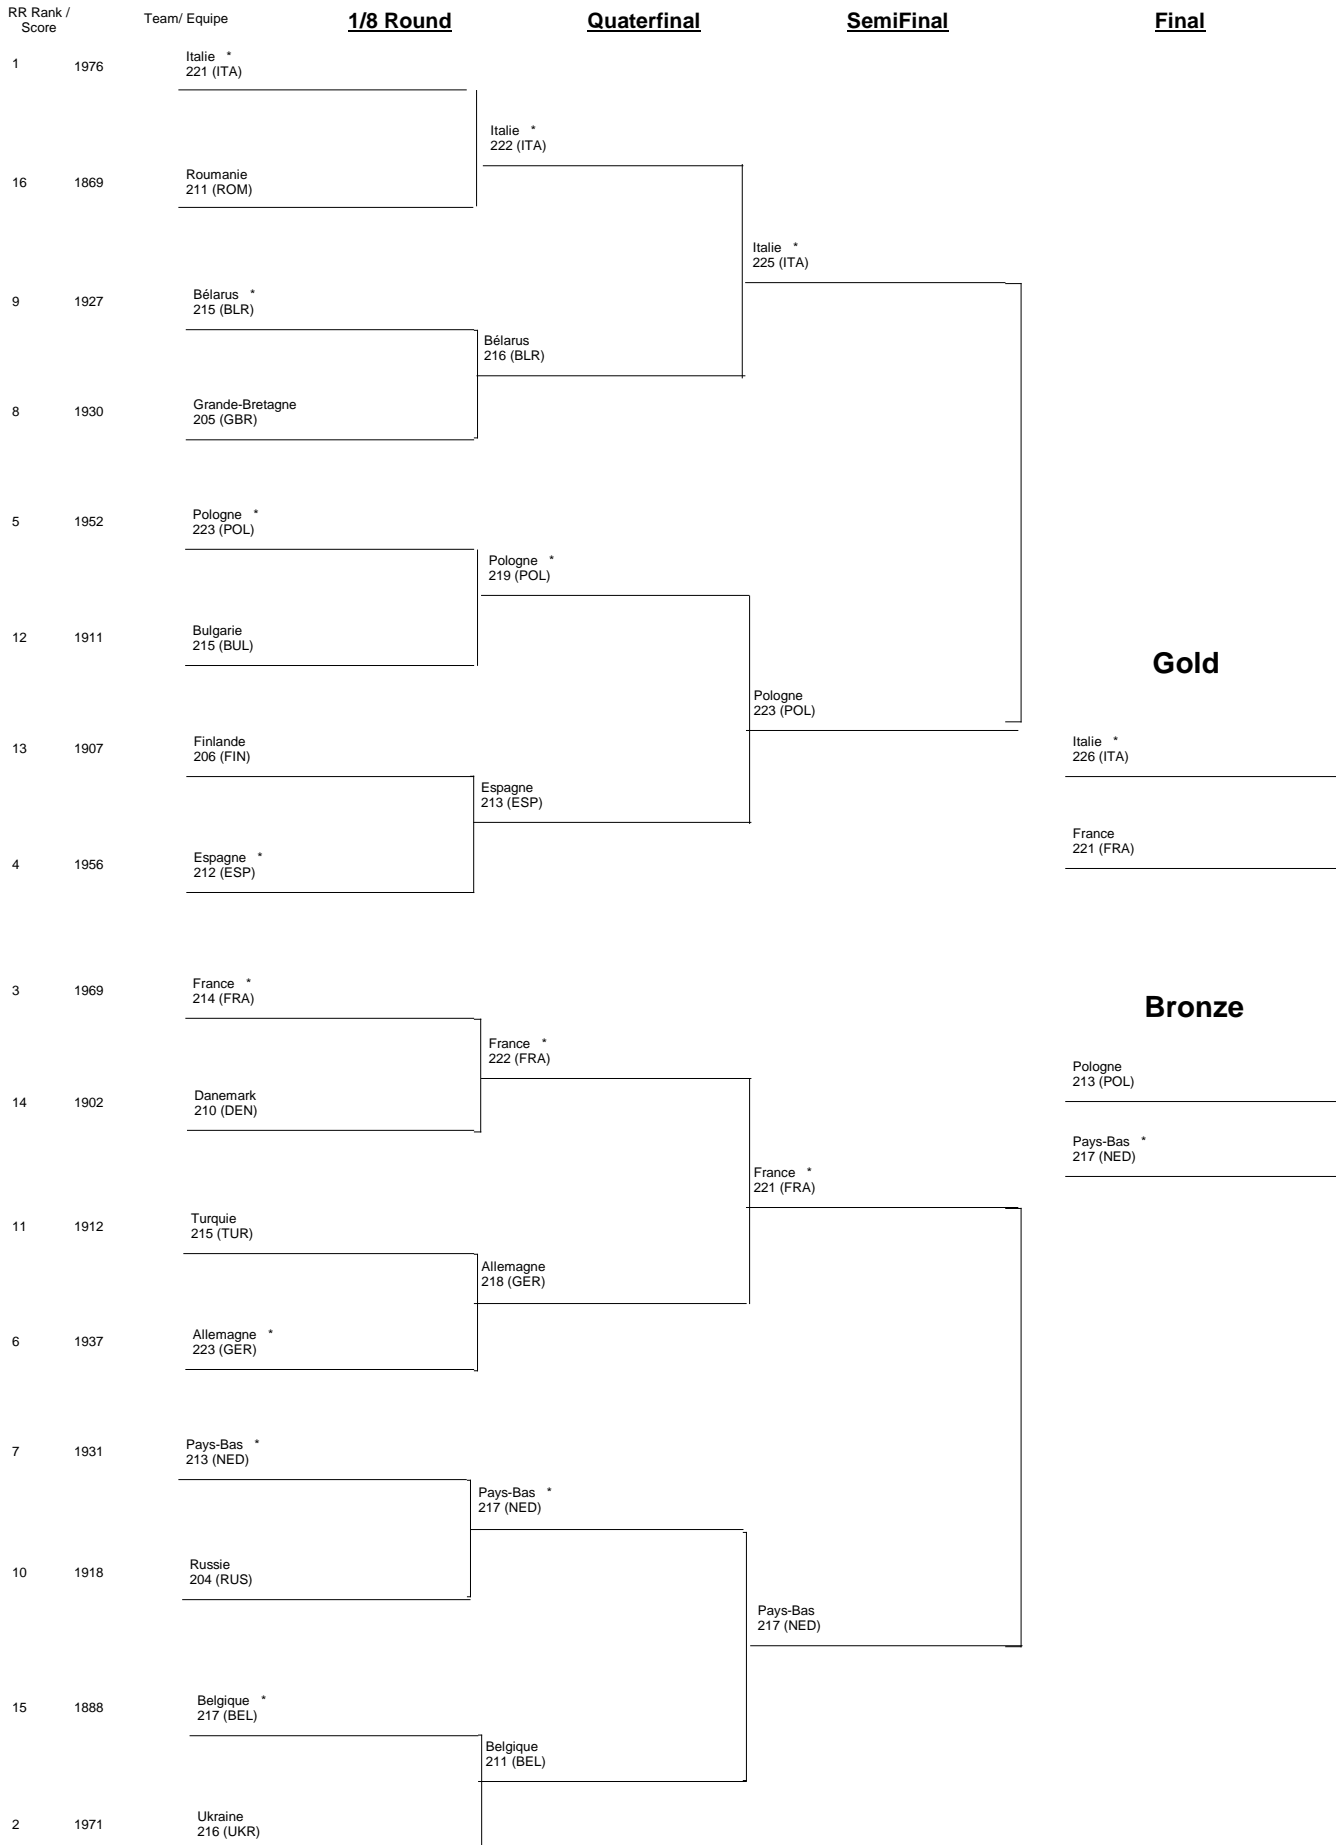 RR Rank /
Score
Team/ Equipe
1/8 Round
Quaterfinal
SemiFinal
Final
1 1976
Italie *
221 (ITA)
Italie *
222 (ITA)
16 1869
Roumanie
211 (ROM)
Italie *
225 (ITA)
9 1927
Bélarus *
215 (BLR)
Bélarus
216 (BLR)
8 1930
Grande-Bretagne
205 (GBR)
5 1952
Pologne *
223 (POL)
Pologne *
219 (POL)
12 1911
Bulgarie
215 (BUL)
Gold
Pologne
223 (POL)
13 1907
Finlande
206 (FIN)
Italie *
226 (ITA)
Espagne
213 (ESP)
France
221 (FRA)
4 1956
Espagne *
212 (ESP)
3 1969
France *
214 (FRA)
Bronze
France *
222 (FRA)
Pologne
213 (POL)
14 1902
Danemark
210 (DEN)
Pays-Bas *
217 (NED)
France *
221 (FRA)
11 1912
Turquie
215 (TUR)
Allemagne
218 (GER)
6 1937
Allemagne *
223 (GER)
7 1931
Pays-Bas *
213 (NED)
Pays-Bas *
217 (NED)
10 1918
Russie
204 (RUS)
Pays-Bas
217 (NED)
15 1888
Belgique *
217 (BEL)
Belgique
211 (BEL)
2 1971
Ukraine
216 (UKR)